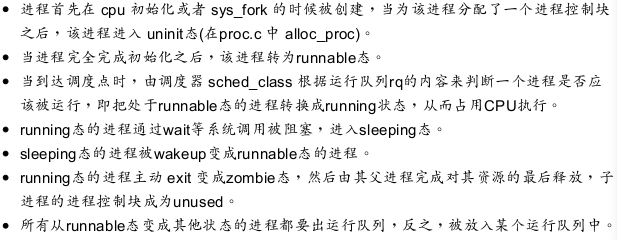 • 进程首先在 cpu 初始化或者 sys_fork 的时候被创建，当为该进程分配了一个进程控制块
之后，该进程进入 uninit态(在proc.c 中 alloc_proc)。
• 当进程完全完成初始化之后，该进程转为runnable态。
• 当到达调度点时，由调度器 sched_class 根据运行队列rq的内容来判断一个进程是否应
该被运行，即把处于runnable态的进程转换成running状态，从而占用CPU执行。
• running态的进程通过wait等系统调用被阻塞，进入sleeping态。
• sleeping态的进程被wakeup变成runnable态的进程。
• running态的进程主动 exit 变成zombie态，然后由其父进程完成对其资源的最后释放，子
进程的进程控制块成为unused。
• 所有从runnable态变成其他状态的进程都要出运行队列，反之，被放入某个运行队列中。